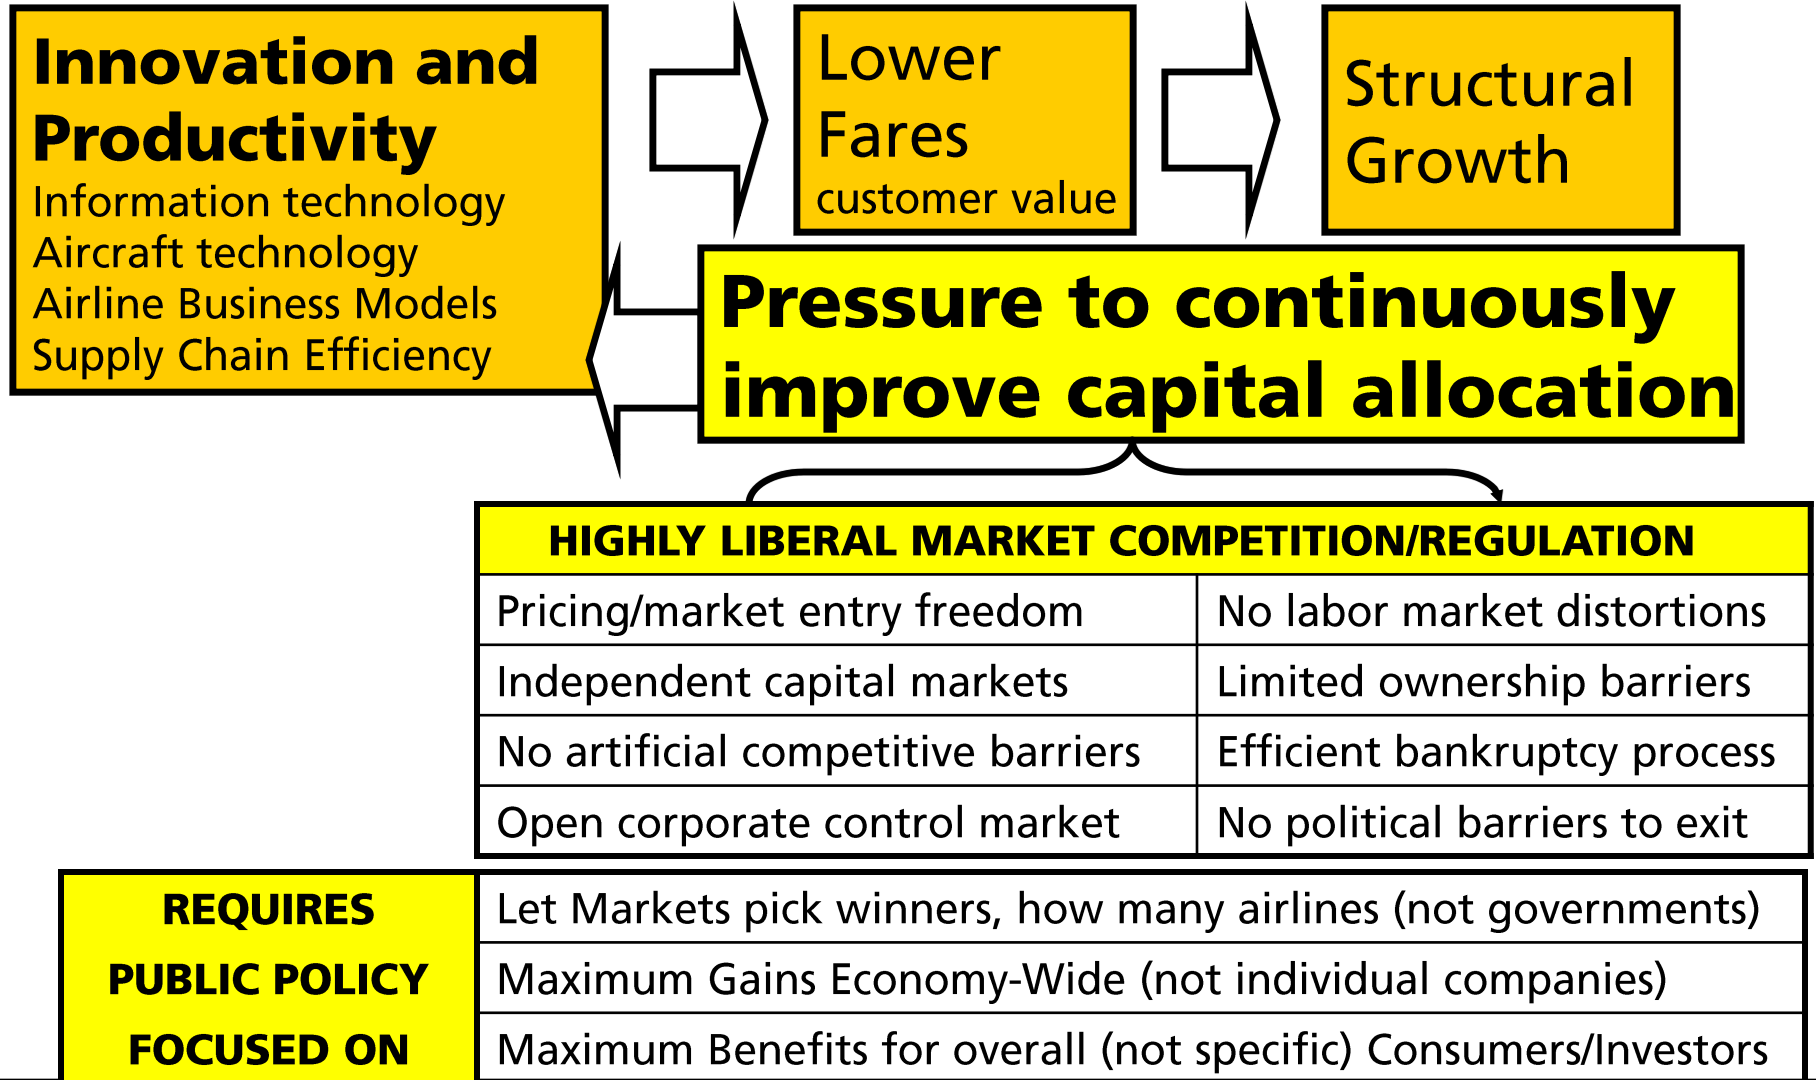 Innovation and
Productivity
Information technology
Aircraft technology
Airline Business Models
Supply Chain Efficiency
Lower
Fares
customer value
Structural
Growth
Pressure to continuously
improve capital allocation
HIGHLY LIBERAL MARKET COMPETITION/REGULATION
Pricing/market entry freedom
No labor market distortions
Independent capital markets
Limited ownership barriers
No artificial competitive barriers
Efficient bankruptcy process
Open corporate control market
No political barriers to exit
REQUIRES
PUBLIC POLICY
FOCUSED ON
Let Markets pick winners, how many airlines (not governments)
Maximum Gains Economy-Wide (not individual companies)
Maximum Benefits for overall (not specific) Consumers/Investors